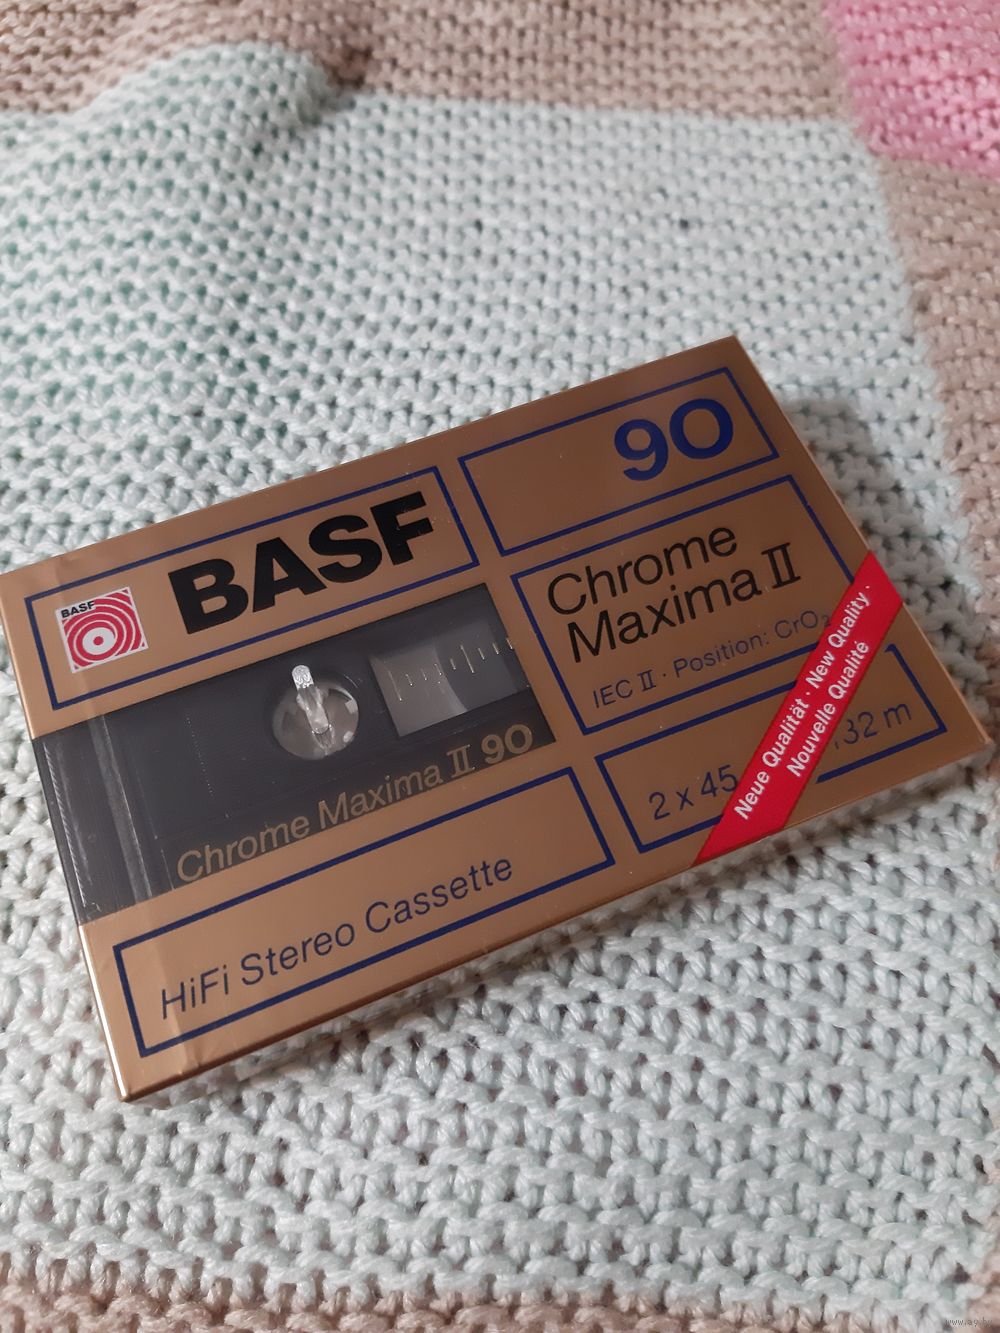 90
BASF
BASF
Chrome
Maxima II
IEC II · Position: CrO₂
Chrome Maxima II 90
2 x 45
132 m
Neue Qualität · New Quality ·
Nouvelle Qualité
HiFi Stereo Cassette